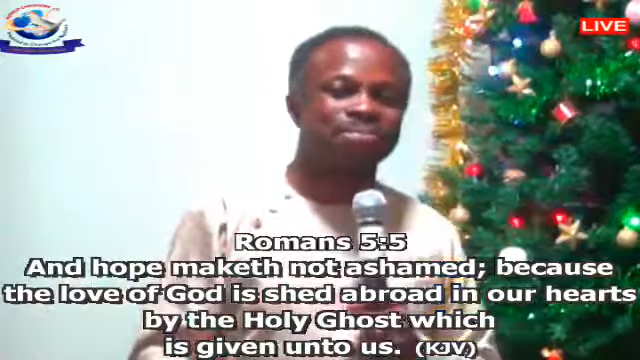 LIVE
Romans 5:5
And hope maketh not ashamed; because
the love of God is shed abroad in our hearts
by the Holy Ghost which
is given unto us. (KJV)